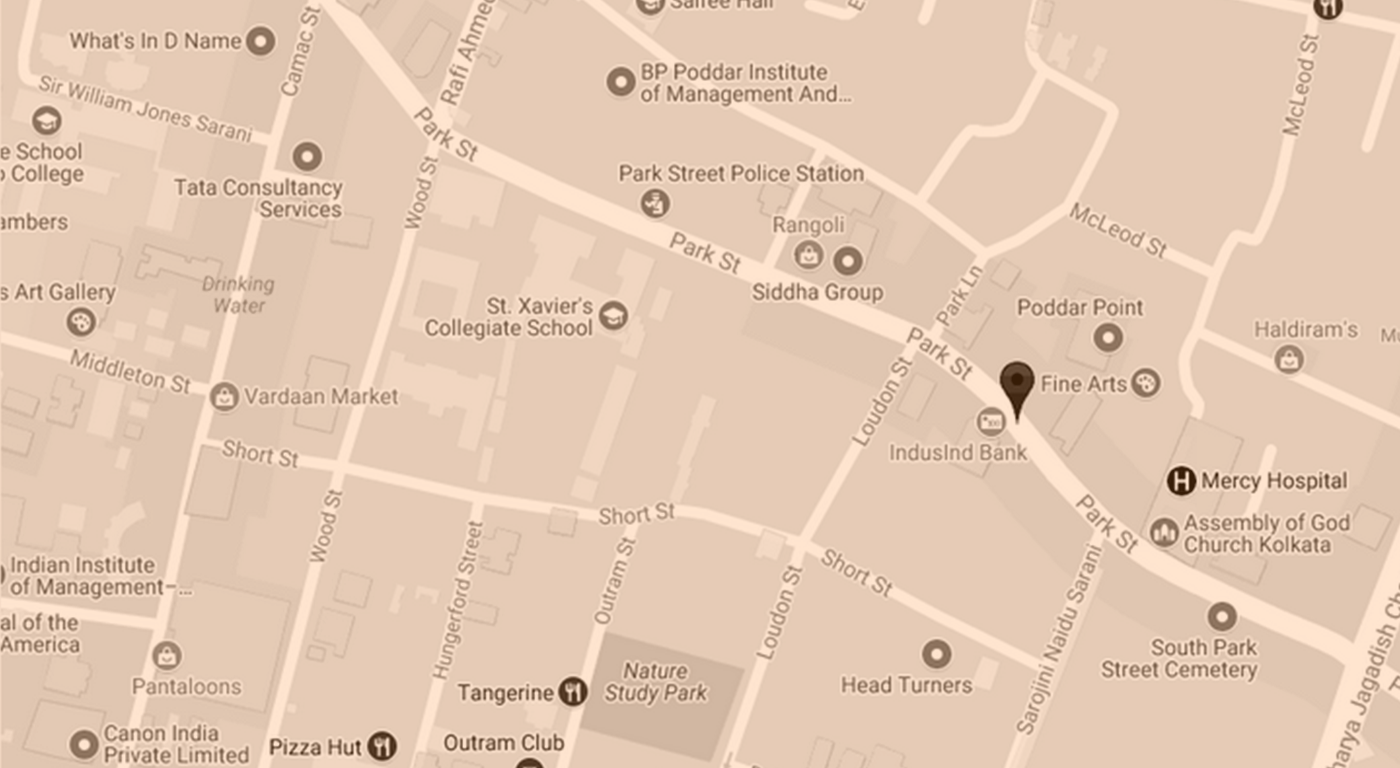 Safree Hall
What's In D Name
Camac St
Rafi Ahmed
McLeod St
BP Poddar Institute
of Management And...
Sir William Jones Sarani
Park St
e School
College
Tata Consultancy
Services
Wood St
Park Street Police Station
ambers
Rangoli
McLeod St
Park St
Drinking
Water
s Art Gallery
Siddha Group
Park Ln
St. Xavier's
Collegiate School
Poddar Point
Haldiram's
Park St
Middleton St
Vardaan Market
Loudon St
Fine Arts
IndusInd Bank
Short St
Mercy Hospital
Wood St
Short St
Park St
Assembly of God
Church Kolkata
Indian Institute
of Management-...
Hungerford Street
Outram St
Short St
Loudon St
Sarojini Naidu Sarani
al of the
America
South Park
Street Cemetery
Pantaloons
Tangerine
Nature
Study Park
Head Turners
Canon India
Private Limited
Pizza Hut
Outram Club
harya Jagadish Ch